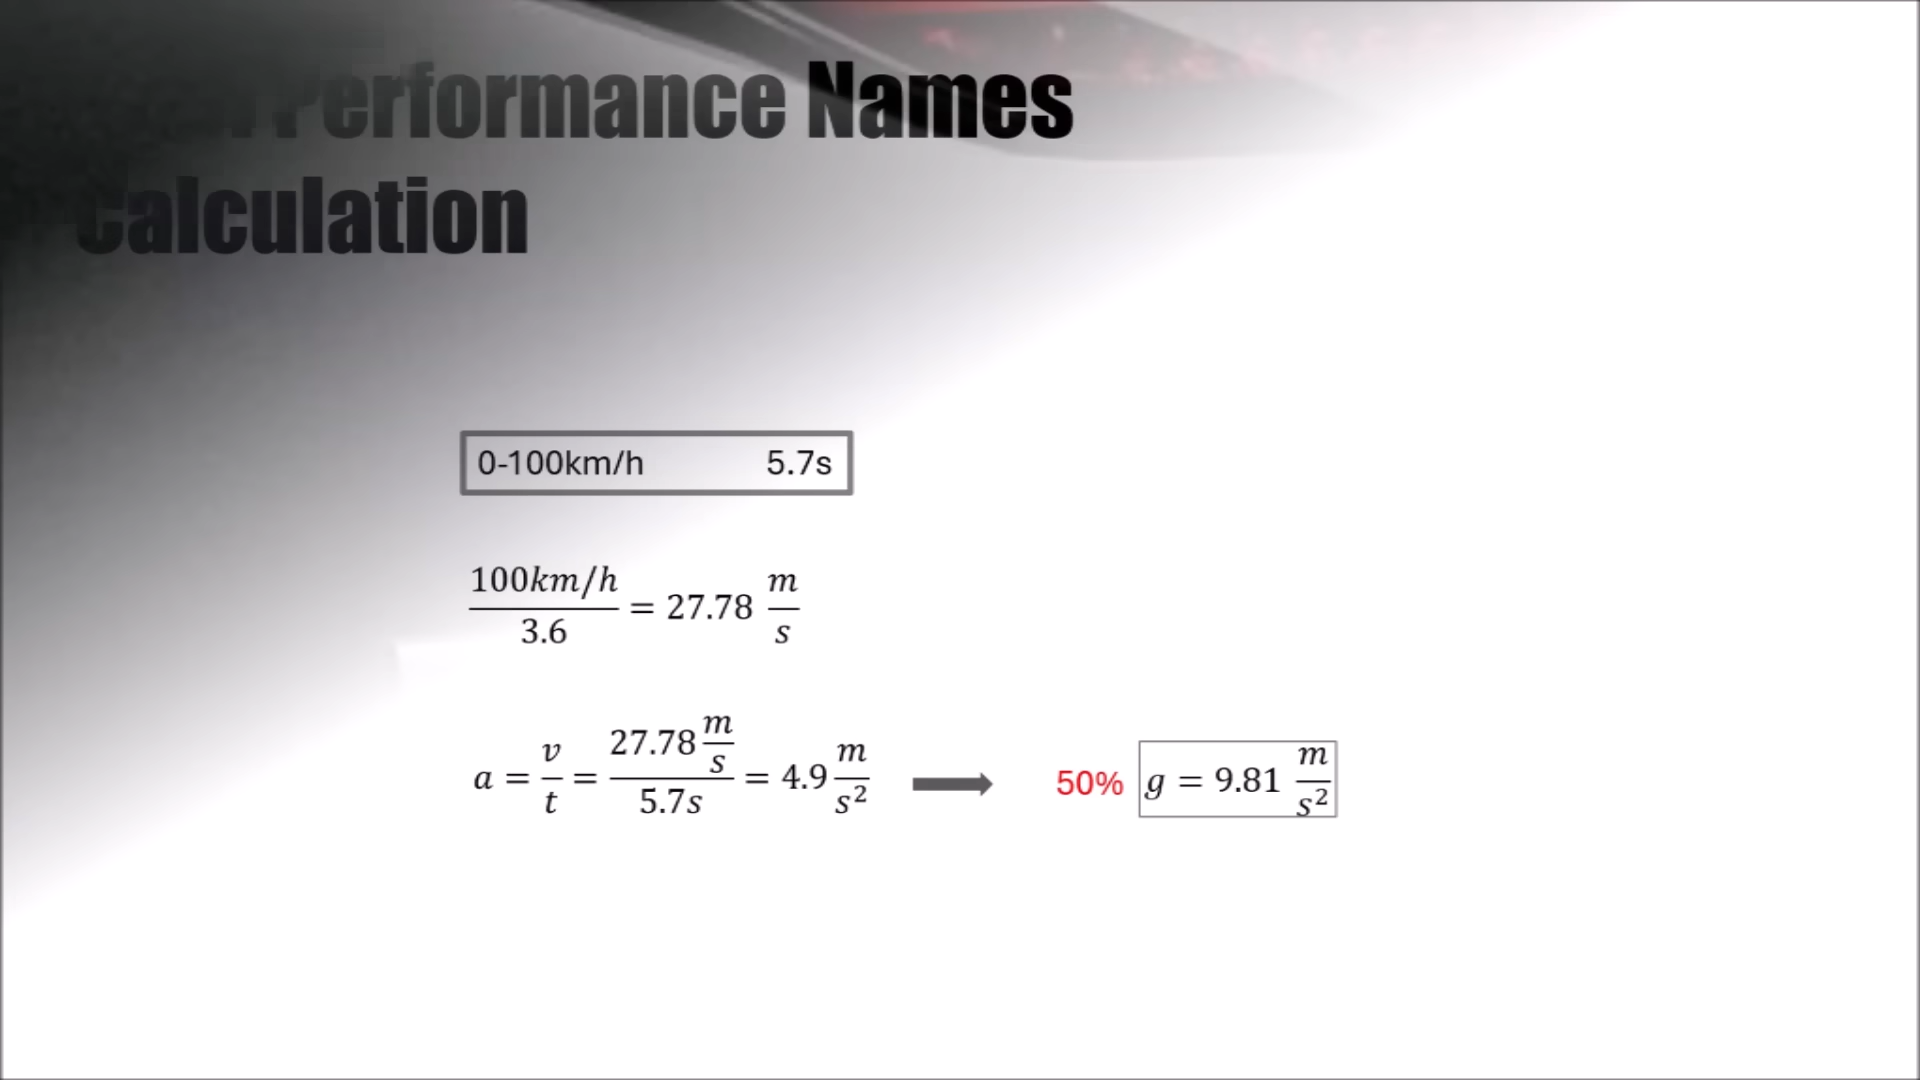 Performance Names
Calculation
0-100km/h 5.7s
100km/h / 3.6 = 27.78 m/s
a = v/t = 27.78 m/s / 5.7s = 4.9 m/s² 50% g = 9.81 m/s²